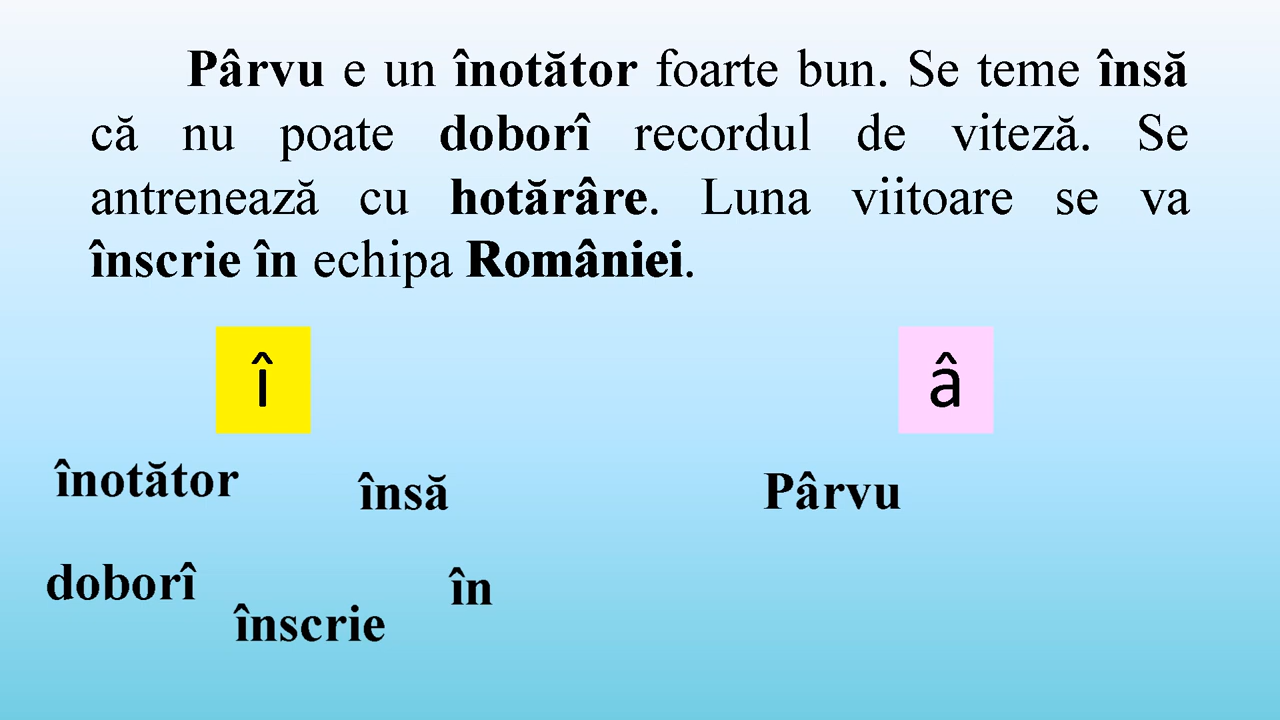 Pârvu e un înotător foarte bun. Se teme însă
că nu poate doborî recordul de viteză. Se
antrenează cu hotărâre. Luna viitoare se va
înscrie în echipa României.
î
â
înotător
însă
Pârvu
doborî
în
înscrie